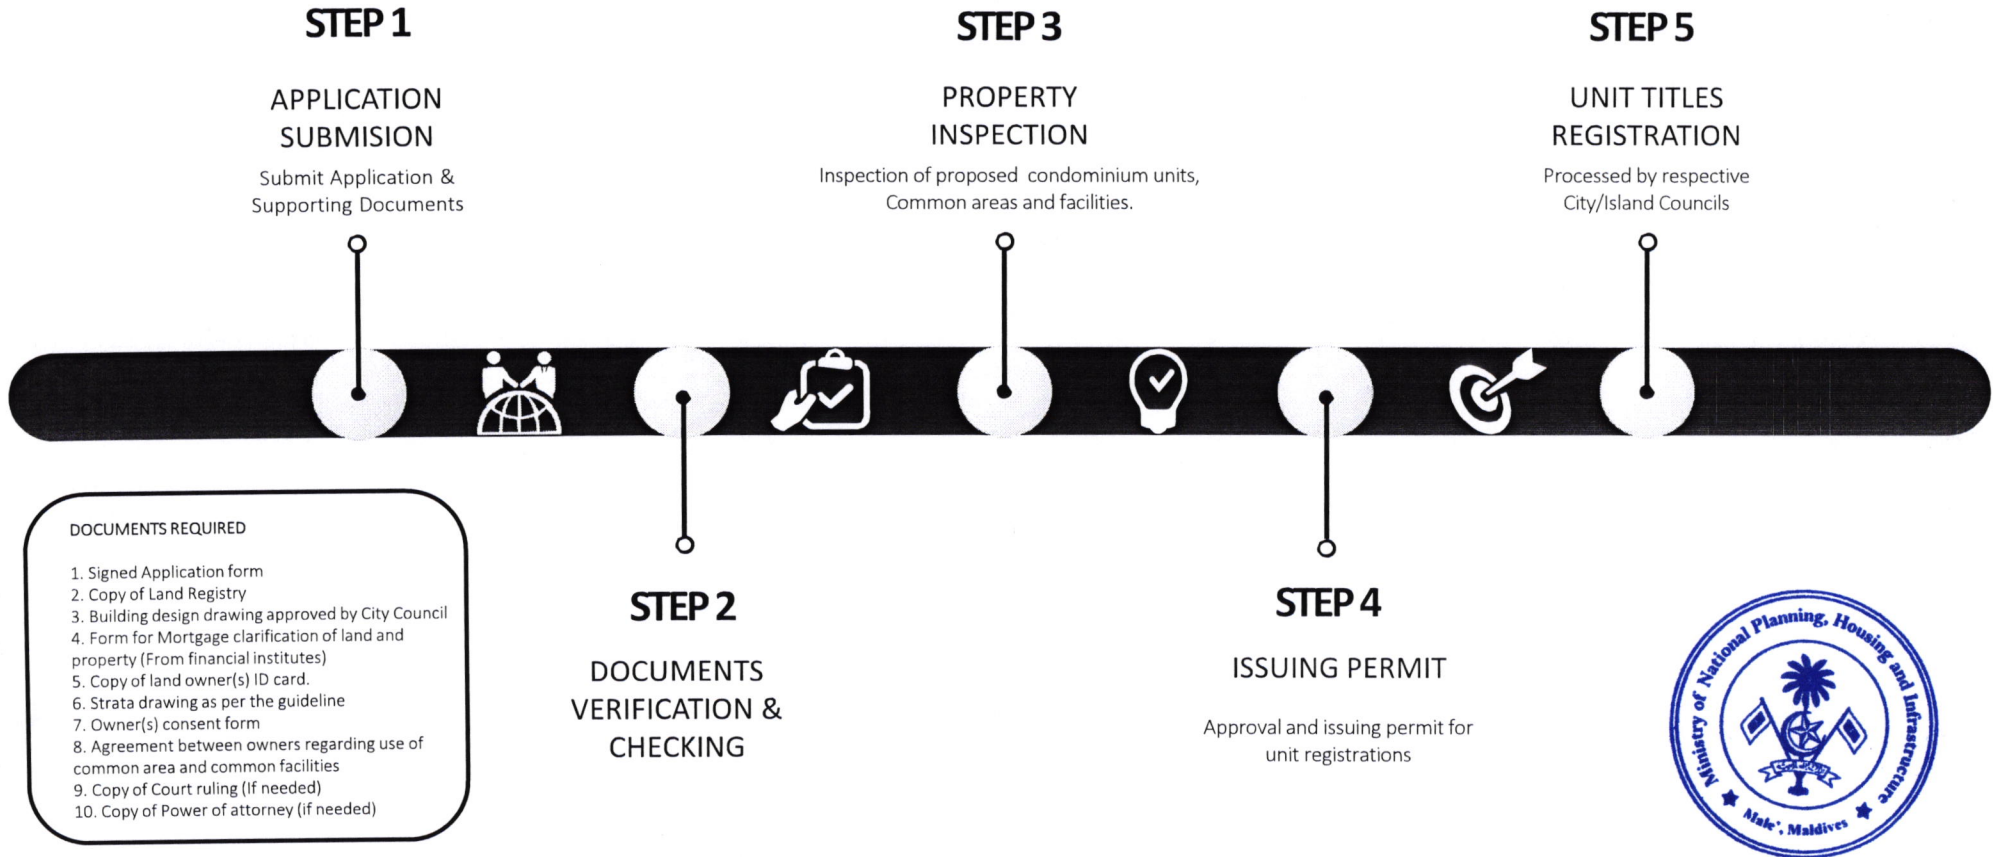 STEP 1
APPLICATION
SUBMISION
Submit Application &
Supporting Documents
STEP 3
PROPERTY
INSPECTION
Inspection of proposed condominium units,
Common areas and facilities.
STEP 5
UNIT TITLES
REGISTRATION
Processed by respective
City/Island Councils
DOCUMENTS REQUIRED
1. Signed Application form
2. Copy of Land Registry
3. Building design drawing approved by City Council
4. Form for Mortgage clarification of land and
property (From financial institutes)
5. Copy of land owner(s) ID card.
6. Strata drawing as per the guideline
7. Owner(s) consent form
8. Agreement between owners regarding use of
common area and common facilities
9. Copy of Court ruling (If needed)
10. Copy of Power of attorney (if needed)
STEP 2
DOCUMENTS
VERIFICATION &
CHECKING
STEP 4
ISSUING PERMIT
Approval and issuing permit for
unit registrations
Ministry of National Planning, Housing and Infrastructure
Male', Maldives